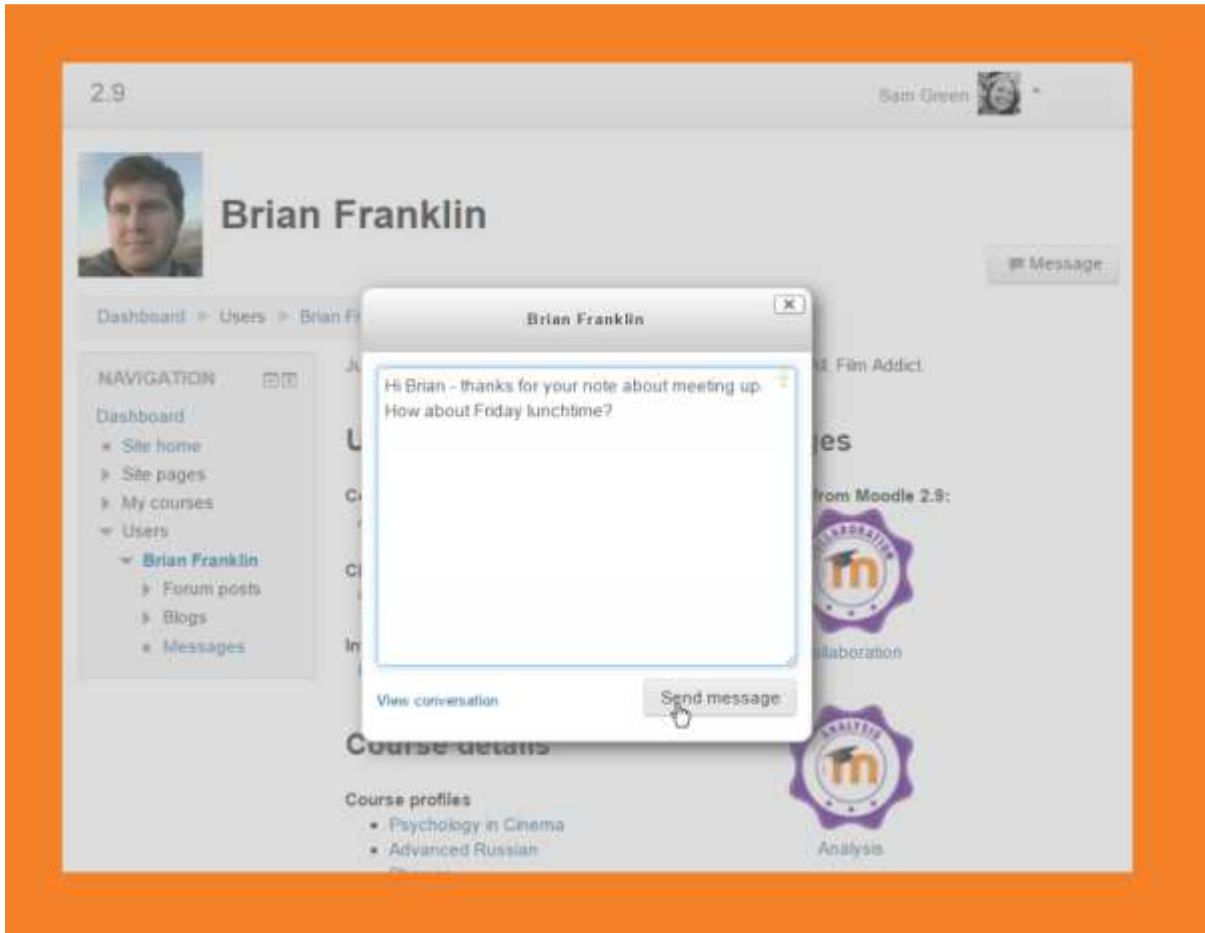 2.9
Sam Green
Brian Franklin
Message
Dashboard Users
Brian Franklin
NAVIGATION
Film Addict.
Hi Brian - thanks for your note about meeting up.
How about Friday lunchtime?
Dashboard
Site home
Site pages
My courses
Users
Brian Franklin
Forum posts
Blogs
Messages
from Moodle 2.9:
COLLABORATION
m
View conversation
Send message
Course details
ANALYSIS
m
Course profiles
Psychology in Cinema
Advanced Russian
Analysis